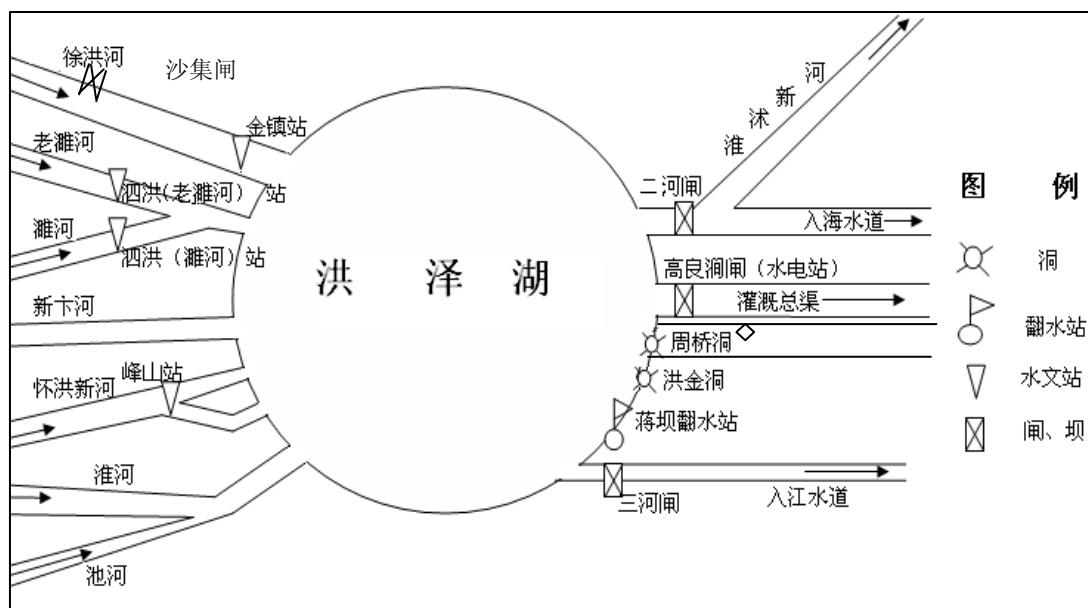 徐洪河
沙集闸
金镇站
老濉河
泗洪(老濉河)站
濉河
泗洪（濉河）站
新卞河
峰山站
怀洪新河
淮河
池河
洪 泽 湖
淮沭新河
二河闸
入海水道
高良涧闸（水电站）
灌溉总渠
周桥洞
洪金洞
蒋坝翻水站
三河闸
入江水道
图 例
洞
翻水站
水文站
闸、坝